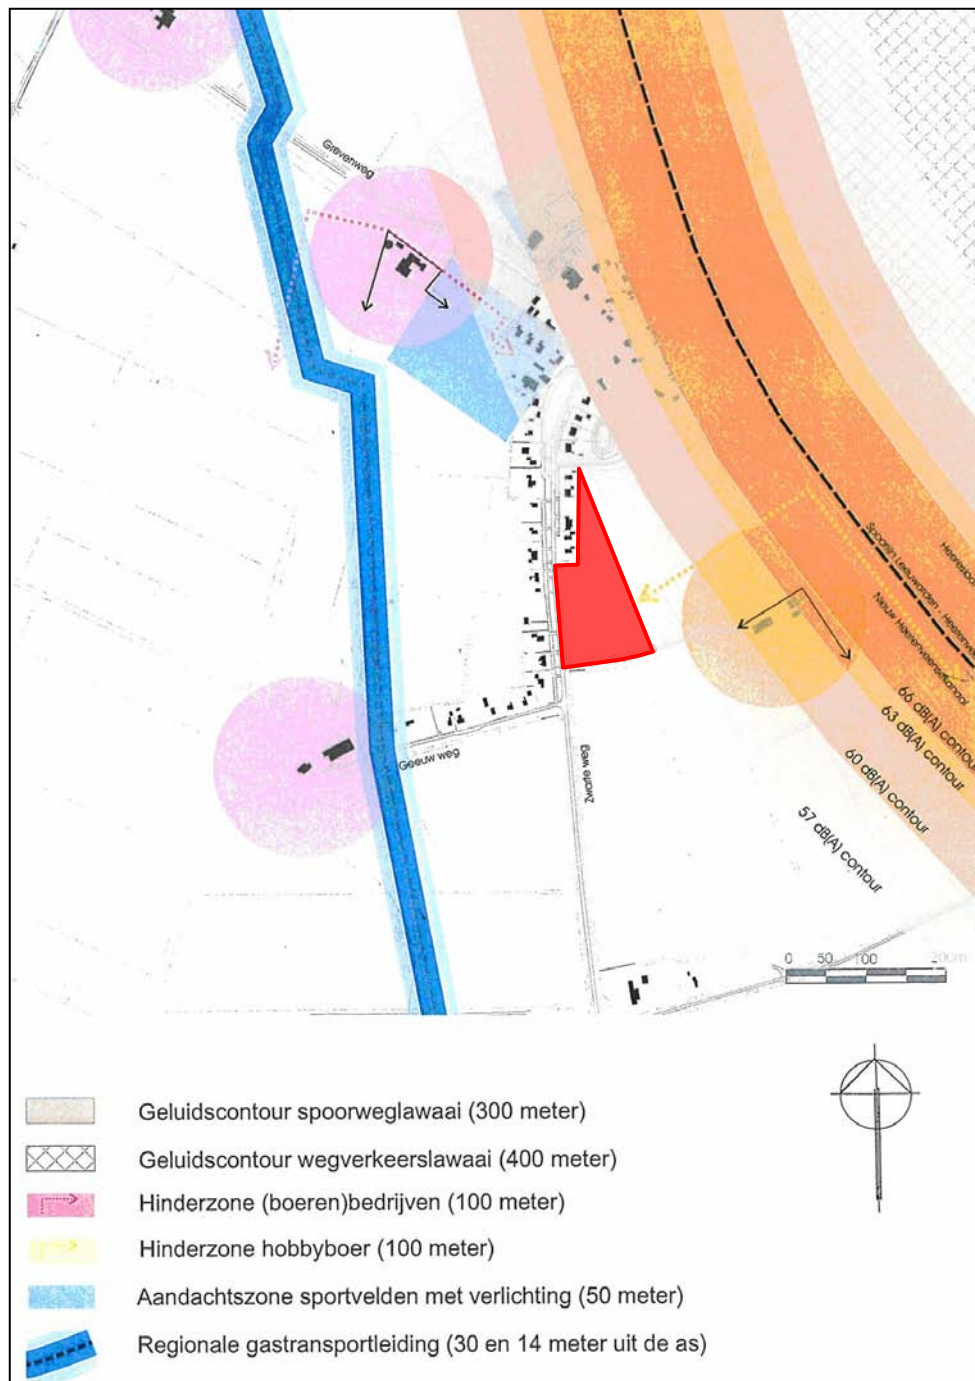 Grevenweg
Spoorlijn Leeuwarden - Heerenveen
Nieuw Heerenveensekanaal
66 dB(A) contour
63 dB(A) contour
60 dB(A) contour
57 dB(A) contour
Geeuw weg
Zwarte weg
0 50 100 200m
Geluidscontour spoorweglawaai (300 meter)
Geluidscontour wegverkeerslawaai (400 meter)
Hinderzone (boeren)bedrijven (100 meter)
Hinderzone hobbyboer (100 meter)
Aandachtszone sportvelden met verlichting (50 meter)
Regionale gastransportleiding (30 en 14 meter uit de as)